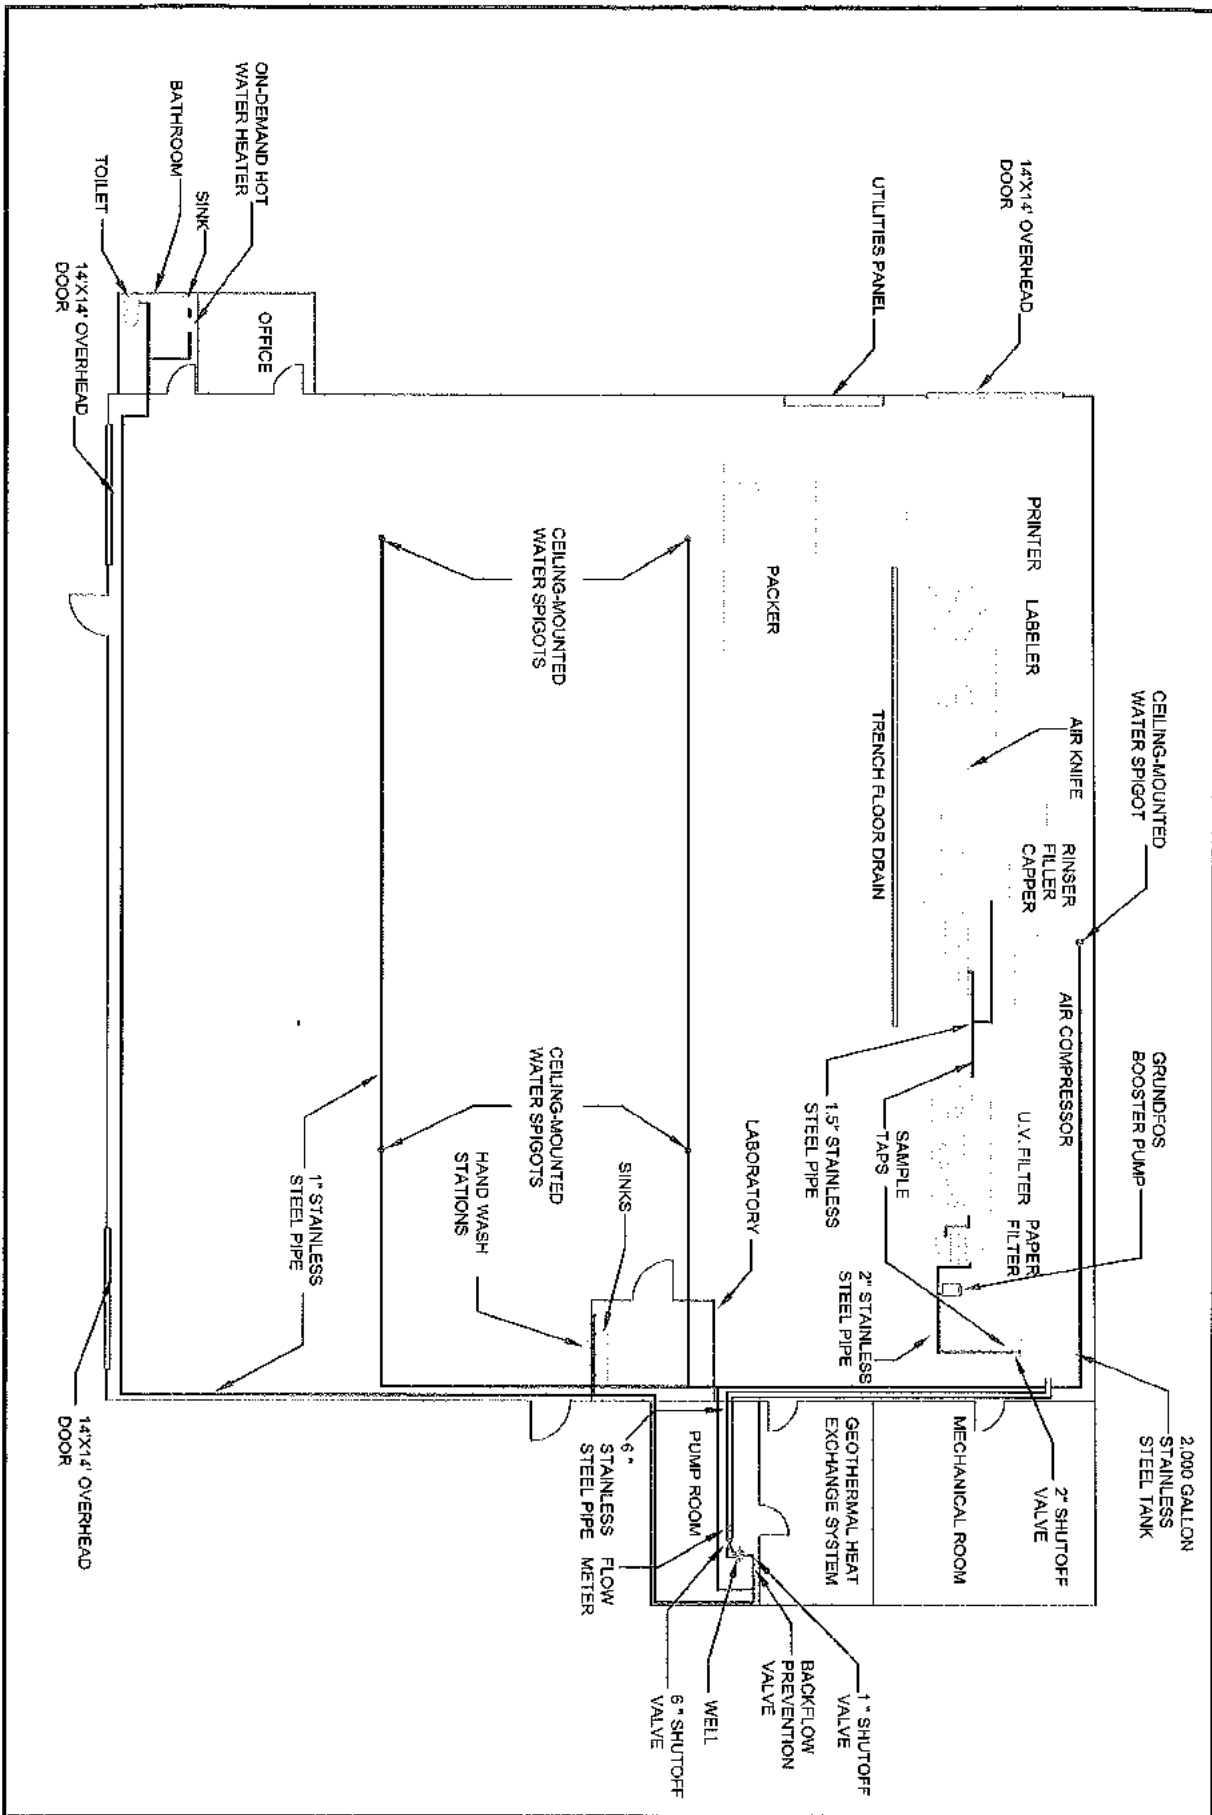 2,000 GALLON
STAINLESS
STEEL TANK
2" SHUTOFF
VALVE
GRUNDFOS
BOOSTER PUMP
CEILING-MOUNTED
WATER SPIGOT
14'X14' OVERHEAD
DOOR
AIR COMPRESSOR
U.V. FILTER
PAPER
FILTER
RINSER
FILLER
CAPPER
AIR KNIFE
PRINTER
LABELER
MECHANICAL ROOM
SAMPLE
TAPS
2" STAINLESS
STEEL PIPE
1.5" STAINLESS
STEEL PIPE
TRENCH FLOOR DRAIN
UTILITIES PANEL
GEOTHERMAL HEAT
EXCHANGE SYSTEM
1" SHUTOFF
VALVE
BACKFLOW
PREVENTION
VALVE
PACKER
LABORATORY
WELL
PUMP ROOM
6" SHUTOFF
VALVE
SINKS
6"
STAINLESS
STEEL PIPE
FLOW
METER
CEILING-MOUNTED
WATER SPIGOTS
CEILING-MOUNTED
WATER SPIGOTS
HAND WASH
STATIONS
1" STAINLESS
STEEL PIPE
OFFICE
ON-DEMAND HOT
WATER HEATER
SINK
BATHROOM
TOILET
14'X14' OVERHEAD
DOOR
14'X14' OVERHEAD
DOOR